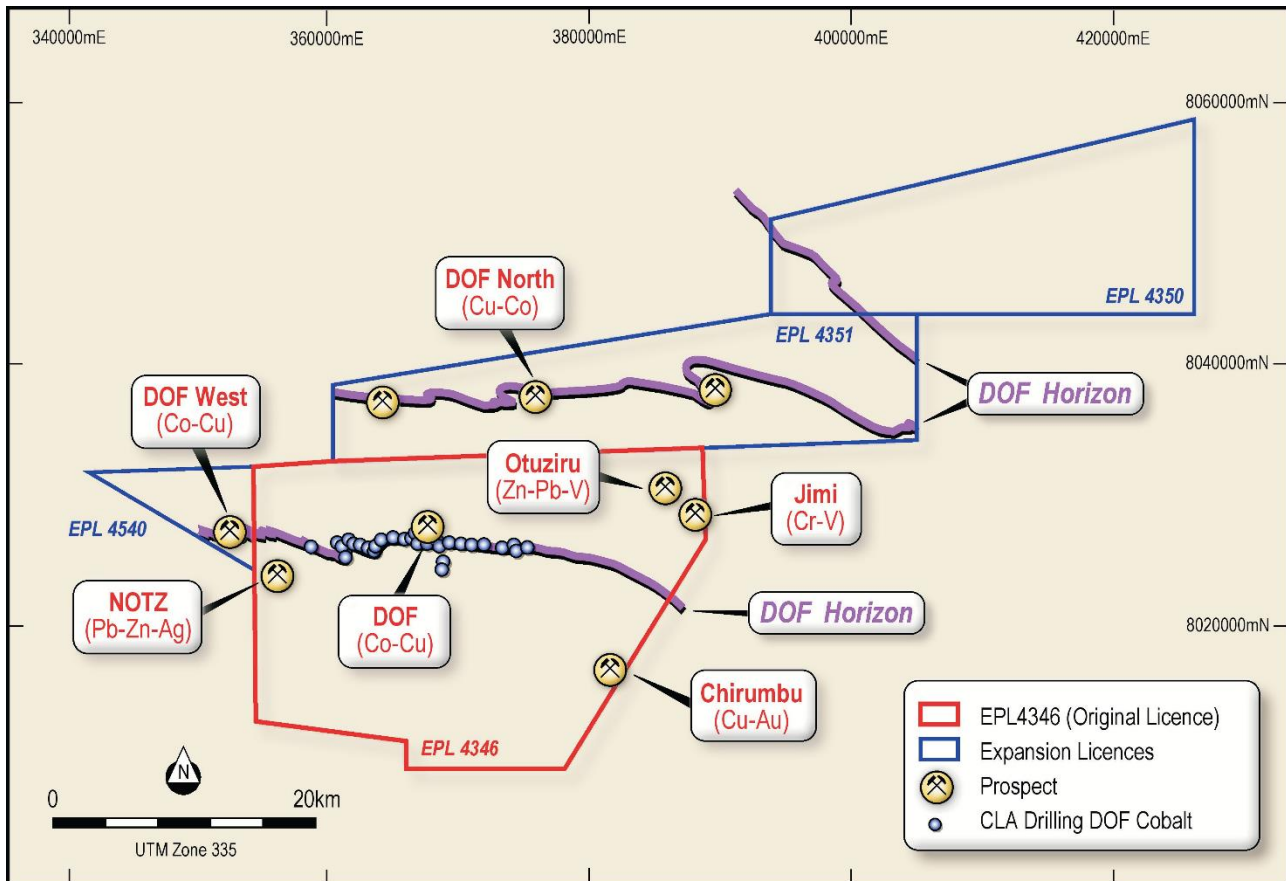 340000mE
360000mE
380000mE
400000mE
420000mE
8060000mN
DOF North
(Cu-Co)
EPL 4350
EPL 4351
8040000mN
DOF West
(Co-Cu)
DOF Horizon
Otuziru
(Zn-Pb-V)
Jimi
(Cr-V)
EPL 4540
NOTZ
(Pb-Zn-Ag)
DOF
(Co-Cu)
DOF Horizon
8020000mN
Chirumbu
(Cu-Au)
EPL 4346
N
0
20km
UTM Zone 335
EPL4346 (Original Licence)
Expansion Licences
Prospect
CLA Drilling DOF Cobalt